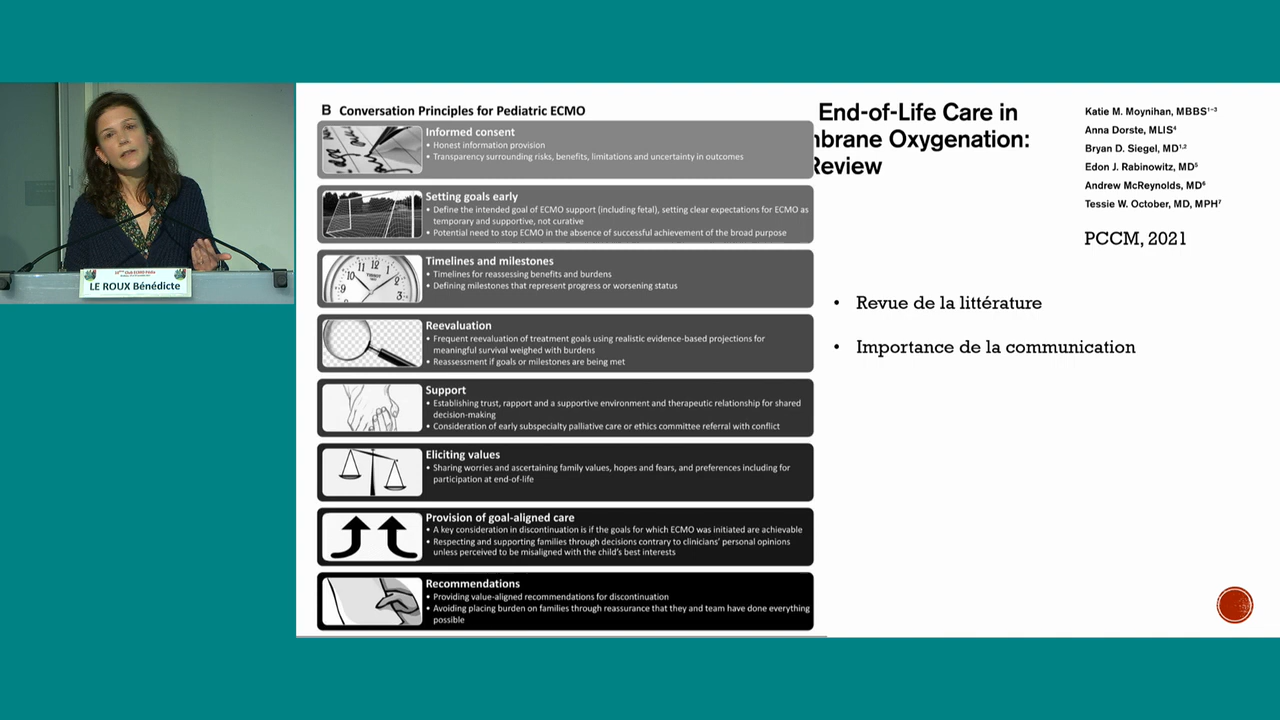 LE ROUX Bénédicte
B Conversation Principles for Pediatric ECMO
Informed consent
• Honest information provision
• Transparency surrounding risks, benefits, limitations and uncertainty in outcomes
Setting goals early
• Define the intended goal of ECMO support (including fetal), setting clear expectations for ECMO as
temporary and supportive, not curative
• Potential need to stop ECMO in the absence of successful achievement of the broad purpose
Timelines and milestones
• Timelines for reassessing benefits and burdens
• Defining milestones that represent progress or worsening status
Reevaluation
• Frequent reevaluation of treatment goals using realistic evidence-based projections for
meaningful survival weighed with burdens
• Reassessment if goals or milestones are being met
Support
• Establishing trust, rapport and a supportive environment and therapeutic relationship for shared
decision-making
• Consideration of early subspecialty palliative care or ethics committee referral with conflict
Eliciting values
• Sharing worries and ascertaining family values, hopes and fears, and preferences including for
participation at end-of-life
Provision of goal-aligned care
• A key consideration in discontinuation is if the goals for which ECMO was initiated are achievable
• Respecting and supporting families through decisions contrary to clinicians' personal opinions
unless perceived to be misaligned with the child's best interests
Recommendations
• Providing value-aligned recommendations for discontinuation
• Avoiding placing burden on families through reassurance that they and team have done everything
possible
End-of-Life Care in
nbrane Oxygenation:
Review
Katie M. Moynihan, MBBS¹⁻³
Anna Dorste, MLIS⁴
Bryan D. Siegel, MD¹,²
Edon J. Rabinowitz, MD⁵
Andrew McReynolds, MD⁶
Tessie W. October, MD, MPH⁷
PCCM, 2021
• Revue de la littérature
• Importance de la communication